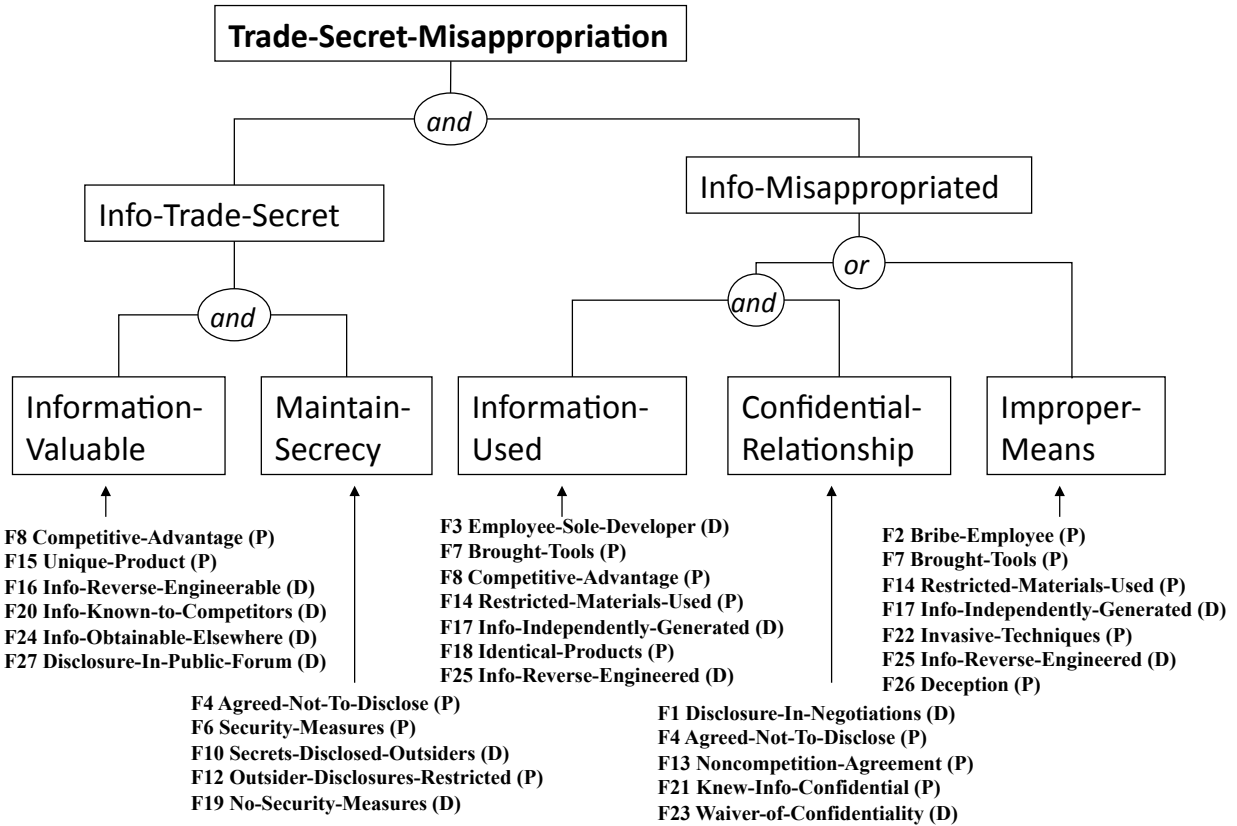 Trade-Secret-Misappropriation
and
Info-Trade-Secret
Info-Misappropriated
and
or
and
Information-
Valuable
Maintain-
Secrecy
Information-
Used
Confidential-
Relationship
Improper-
Means
F8 Competitive-Advantage (P)
F15 Unique-Product (P)
F16 Info-Reverse-Engineerable (D)
F20 Info-Known-to-Competitors (D)
F24 Info-Obtainable-Elsewhere (D)
F27 Disclosure-In-Public-Forum (D)
F4 Agreed-Not-To-Disclose (P)
F6 Security-Measures (P)
F10 Secrets-Disclosed-Outsiders (D)
F12 Outsider-Disclosures-Restricted (P)
F19 No-Security-Measures (D)
F3 Employee-Sole-Developer (D)
F7 Brought-Tools (P)
F8 Competitive-Advantage (P)
F14 Restricted-Materials-Used (P)
F17 Info-Independently-Generated (D)
F18 Identical-Products (P)
F25 Info-Reverse-Engineered (D)
F1 Disclosure-In-Negotiations (D)
F4 Agreed-Not-To-Disclose (P)
F13 Noncompetition-Agreement (P)
F21 Knew-Info-Confidential (P)
F23 Waiver-of-Confidentiality (D)
F2 Bribe-Employee (P)
F7 Brought-Tools (P)
F14 Restricted-Materials-Used (P)
F17 Info-Independently-Generated (D)
F22 Invasive-Techniques (P)
F25 Info-Reverse-Engineered (D)
F26 Deception (P)